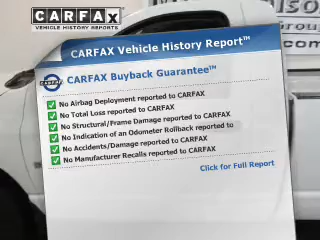 CARFAX
VEHICLE HISTORY REPORTS
CARFAX Vehicle History Report™
CARFAX Buyback Guarantee™
No Airbag Deployment reported to CARFAX
No Total Loss reported to CARFAX
No Structural/Frame Damage reported to CARFAX
No Indication of an Odometer Rollback reported to
No Accidents/Damage reported to CARFAX
No Manufacturer Recalls reported to CARFAX
Click for Full Report
Group